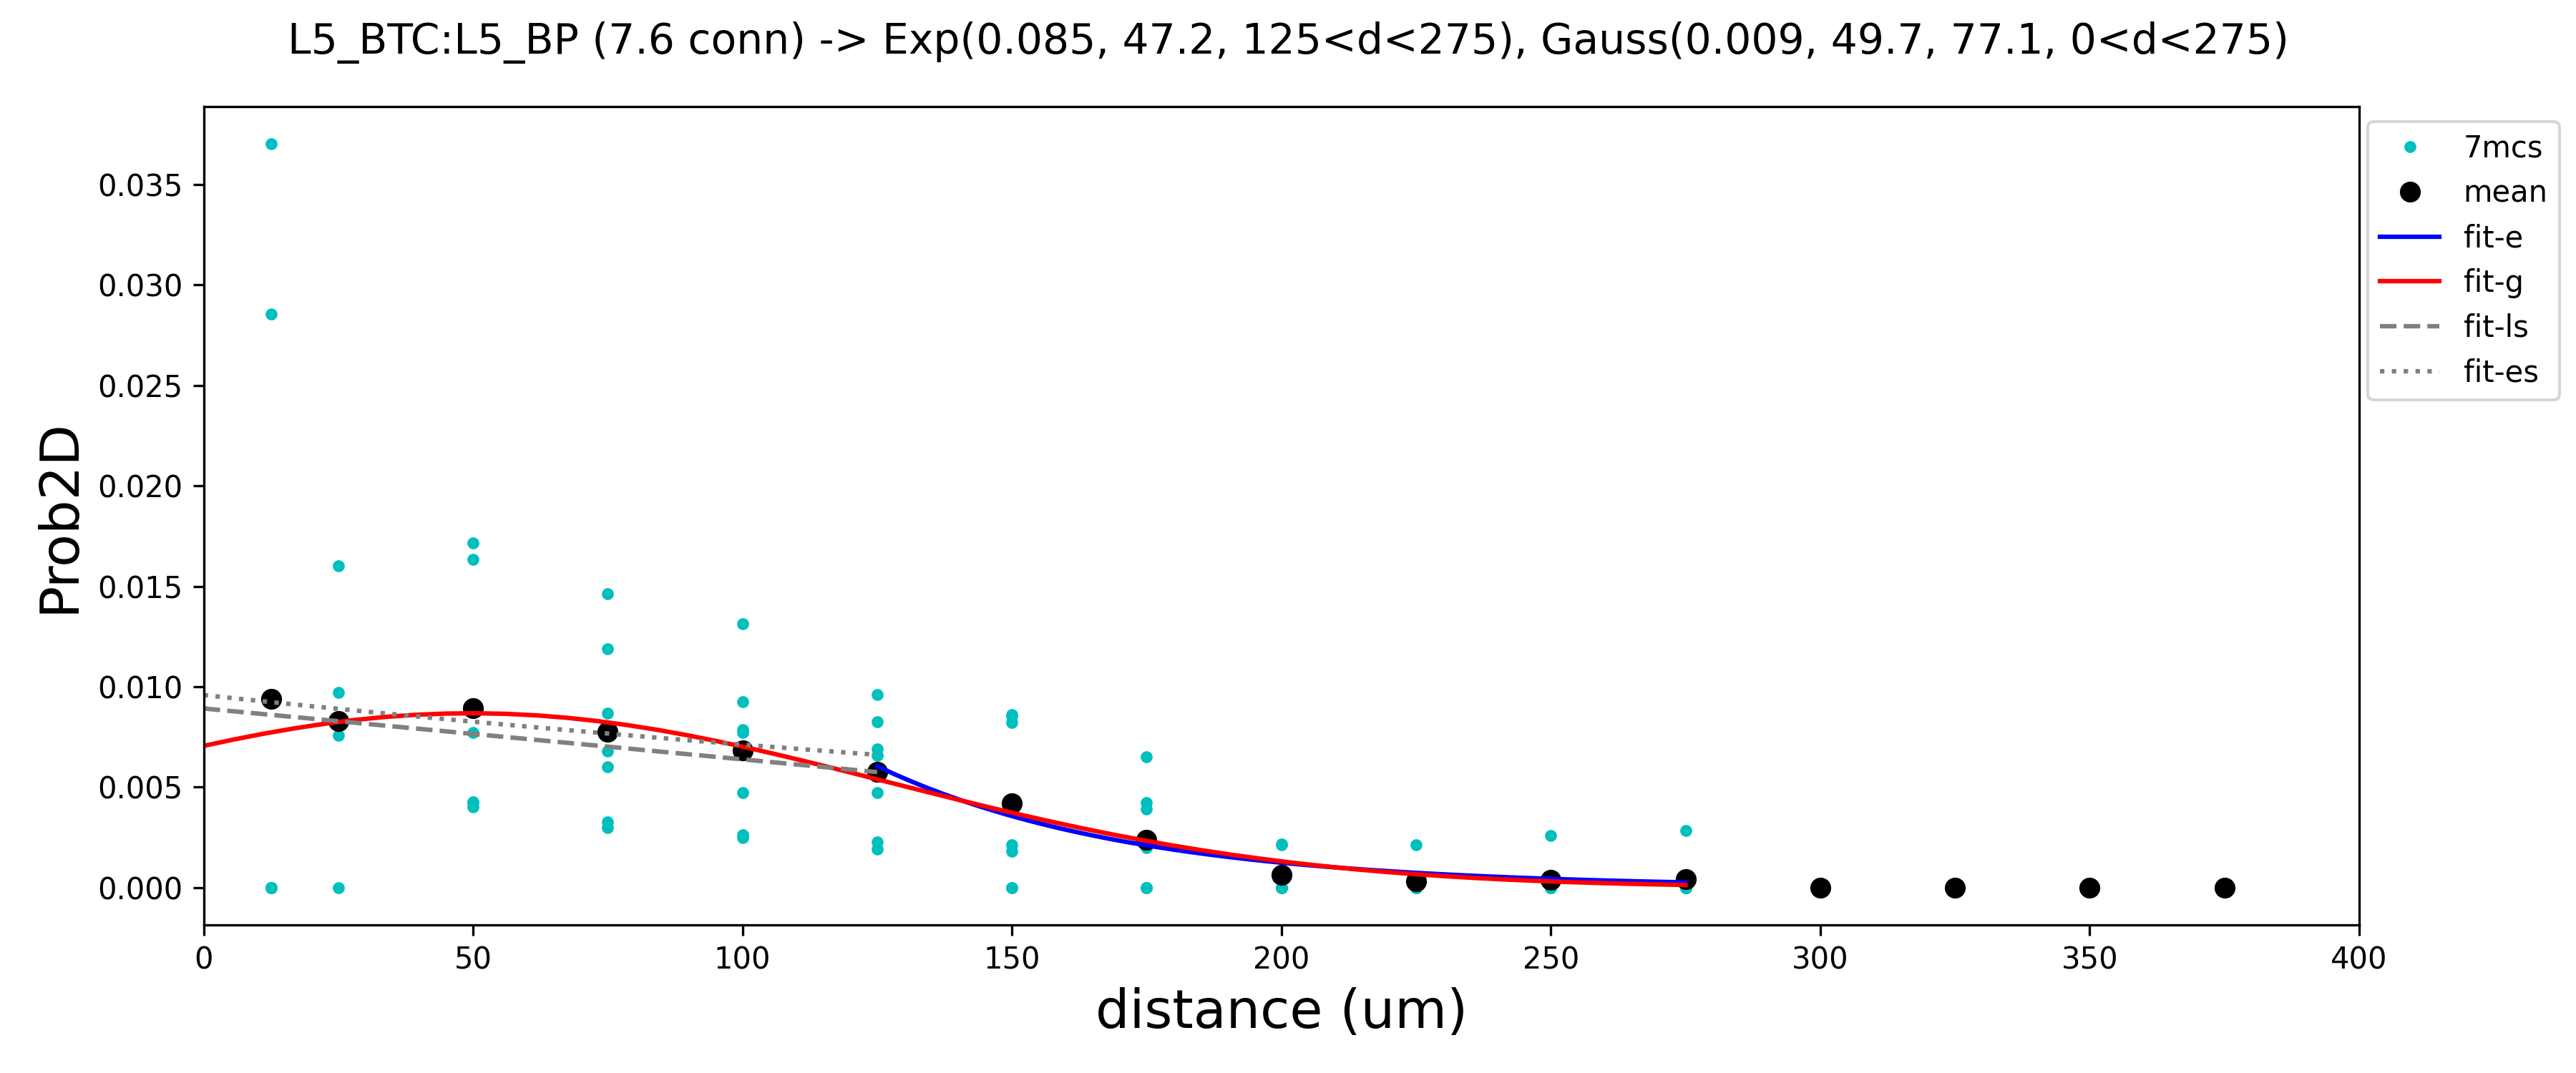 L5_BTC:L5_BP (7.6 conn) -> Exp(0.085, 47.2, 125<d<275), Gauss(0.009, 49.7, 77.1, 0<d<275)
Prob2D
0.035
0.030
0.025
0.020
0.015
0.010
0.005
0.000
0 50 100 150 200 250 300 350 400
distance (um)
7mcs
mean
fit-e
fit-g
fit-ls
fit-es